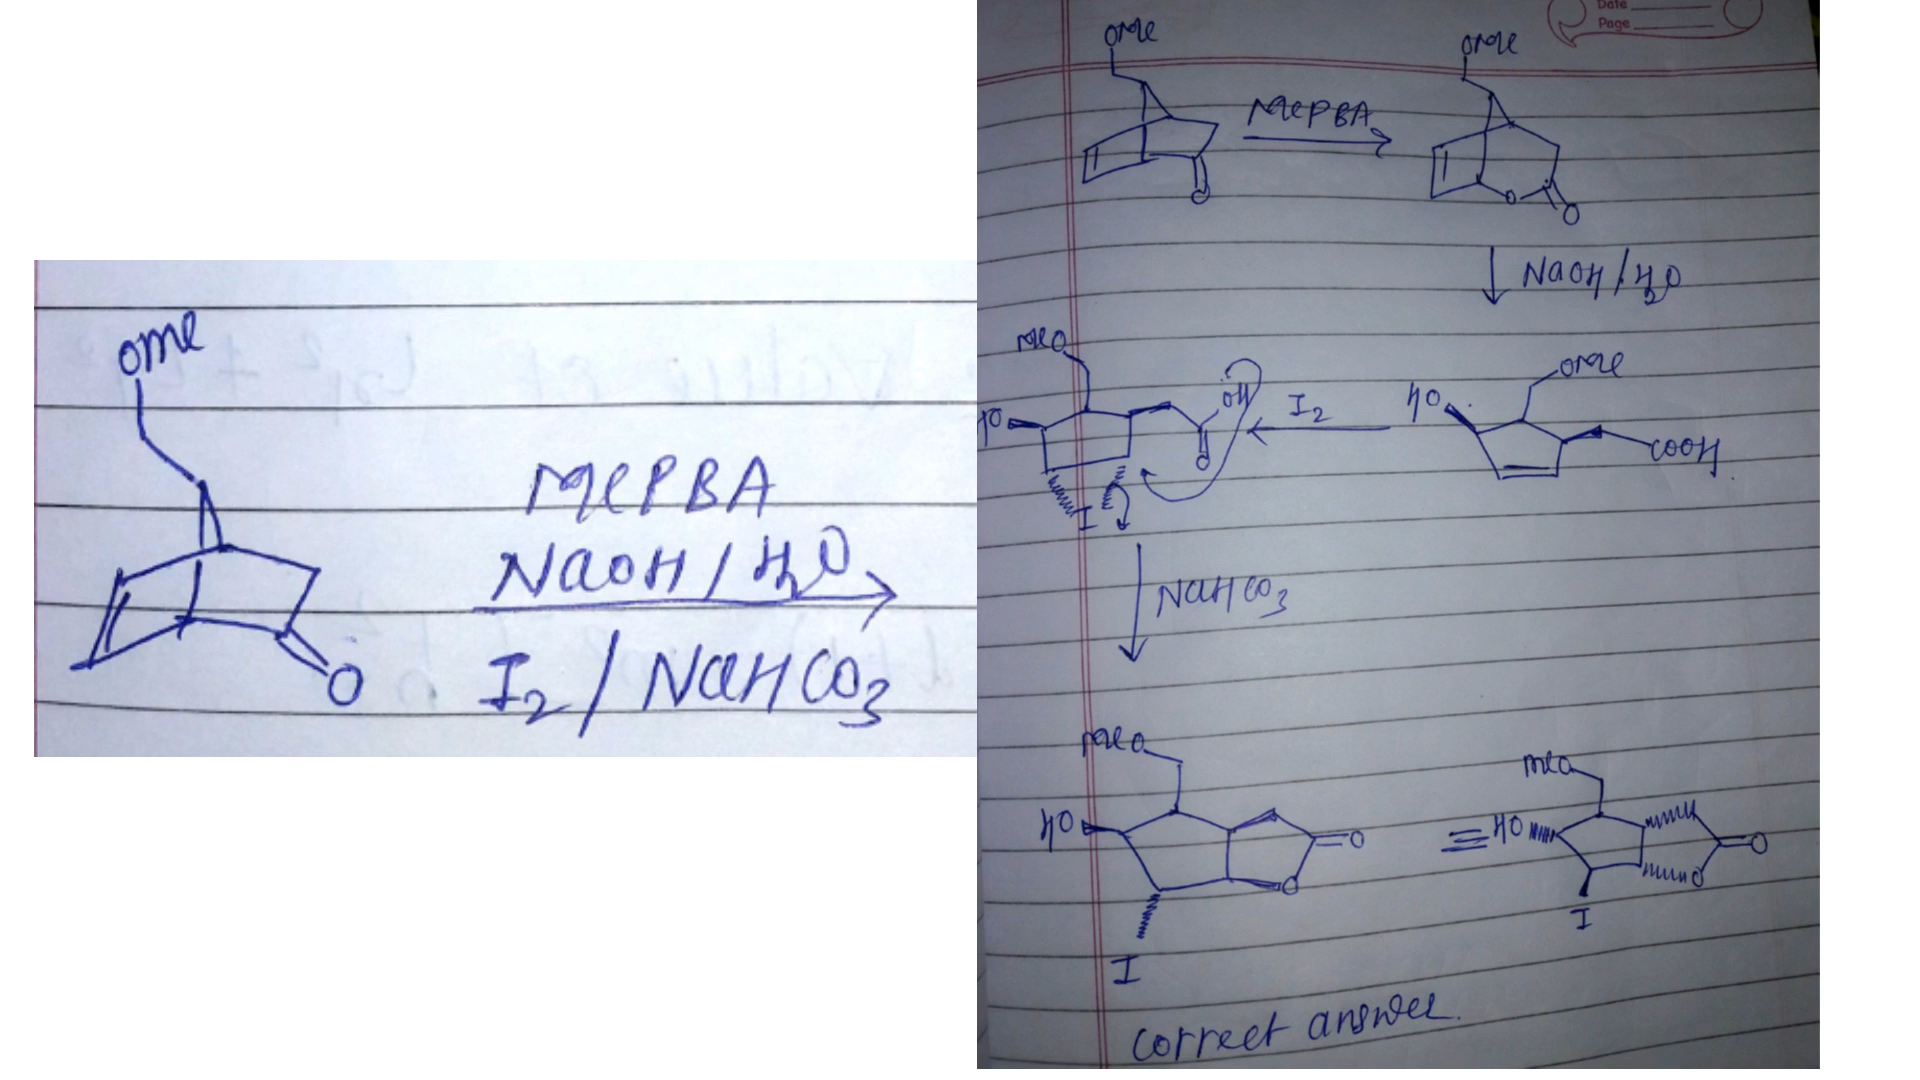 OMe
MCPBA
NaOH / H2O
I2 / NaHCO3
O
Date
Page
OMe
MCPBA
O
OMe
O
O
NaOH / H2O
MeO
HO
OH
O
I
I2
HO
OMe
COOH
NaHCO3
MeO
HO
O
O
I
≡
MeO
HO
O
O
I
Correct answer.